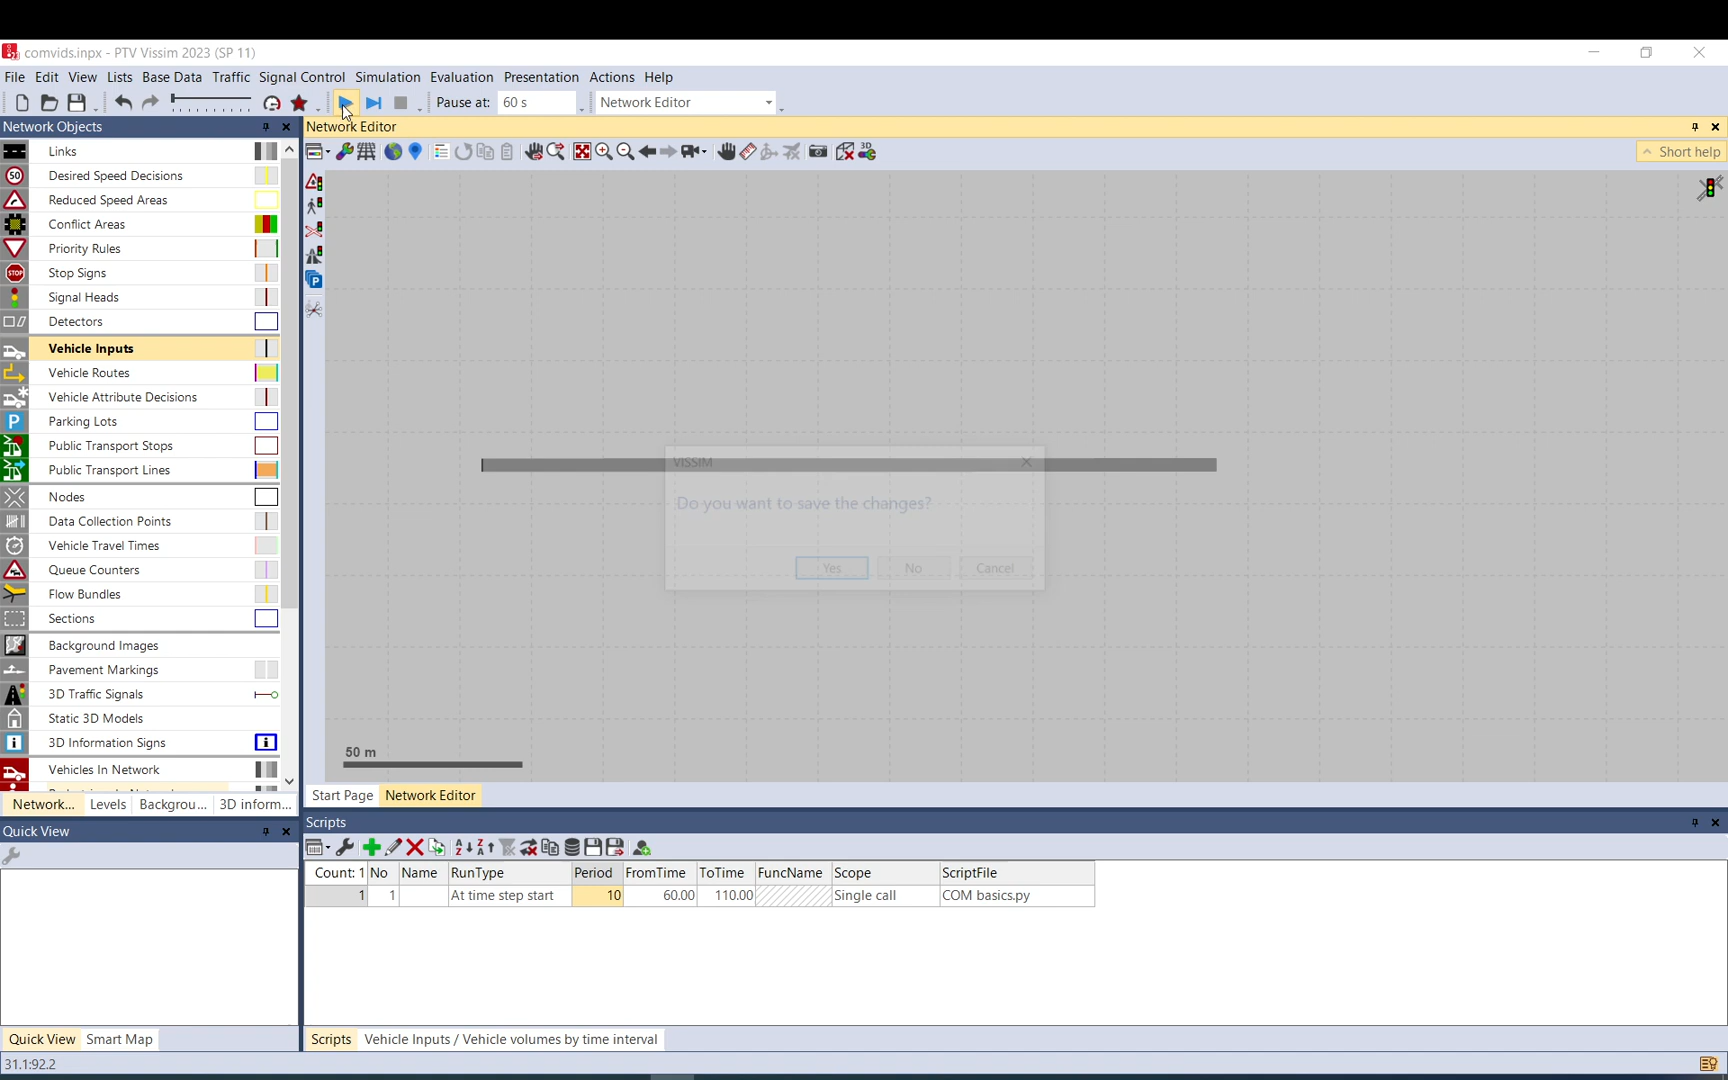 comvids.inpx - PTV Vissim 2023 (SP 11)
File Edit View Lists Base Data Traffic Signal Control Simulation Evaluation Presentation Actions Help
Pause at: 60 s Network Editor
Network Objects
Network Editor
Short help
Links
50 Desired Speed Decisions
Reduced Speed Areas
Conflict Areas
Priority Rules
STOP Stop Signs
Signal Heads
Detectors
Vehicle Inputs
Vehicle Routes
Vehicle Attribute Decisions
P Parking Lots
Public Transport Stops
Public Transport Lines
Nodes
Data Collection Points
Vehicle Travel Times
Queue Counters
Flow Bundles
Sections
Background Images
Pavement Markings
3D Traffic Signals
Static 3D Models
3D Information Signs
Vehicles In Network
Network... Levels Backgrou... 3D inform...
VISSIM
Do you want to save the changes?
Yes No Cancel
50 m
Start Page Network Editor
Quick View
Scripts
Count: 1 No Name RunType Period FromTime ToTime FuncName Scope ScriptFile
1 1 At time step start 10 60.00 110.00 Single call COM basics.py
Quick View Smart Map
Scripts Vehicle Inputs / Vehicle volumes by time interval
31.1:92.2